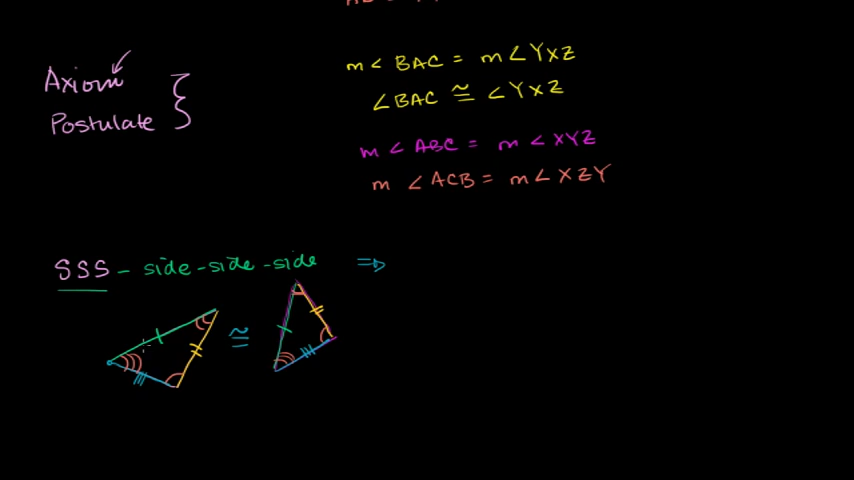 m∠BAC = m∠YXZ
Axiom
∠BAC ≅ ∠YXZ
Postulate
m∠ABC = m∠XYZ
m∠ACB = m∠XZY
SSS - side-side-side ⇒
≅